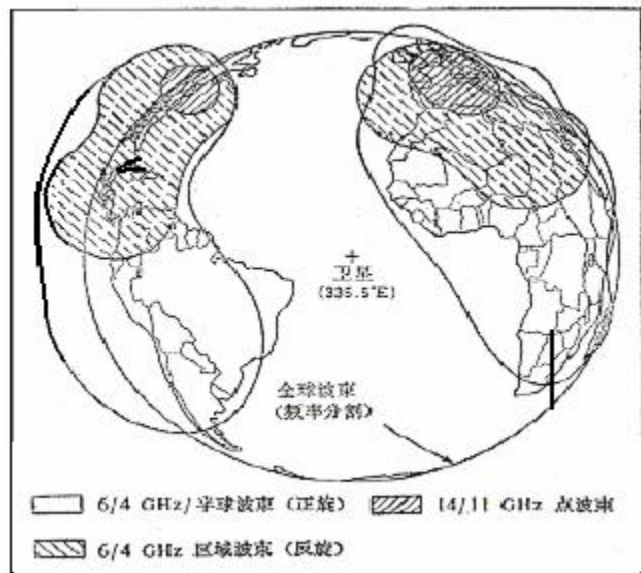 +
卫星
(335.5°E)
全球波束
(频率分割)
6/4 GHz/半球波束 (正旋)
14/11 GHz 点波束
6/4 GHz 区域波束 (反旋)